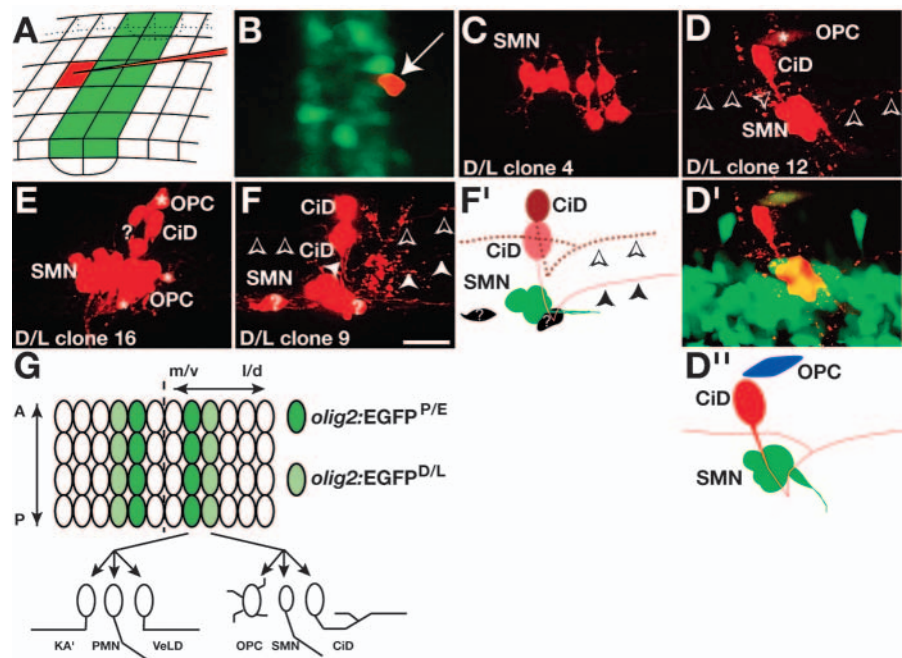 A
B
C
SMN
D/L clone 4
D
OPC
*
CiD
SMN
D/L clone 12
E
OPC
*
?
CiD
SMN
*
*
OPC
D/L clone 16
F
CiD
CiD
SMN
?
?
D/L clone 9
F'
CiD
CiD
SMN
?
?
D'
D''
OPC
CiD
SMN
G
m/v
l/d
A
P
olig2:EGFP P/E
olig2:EGFP D/L
KA' PMN VeLD
OPC SMN CiD